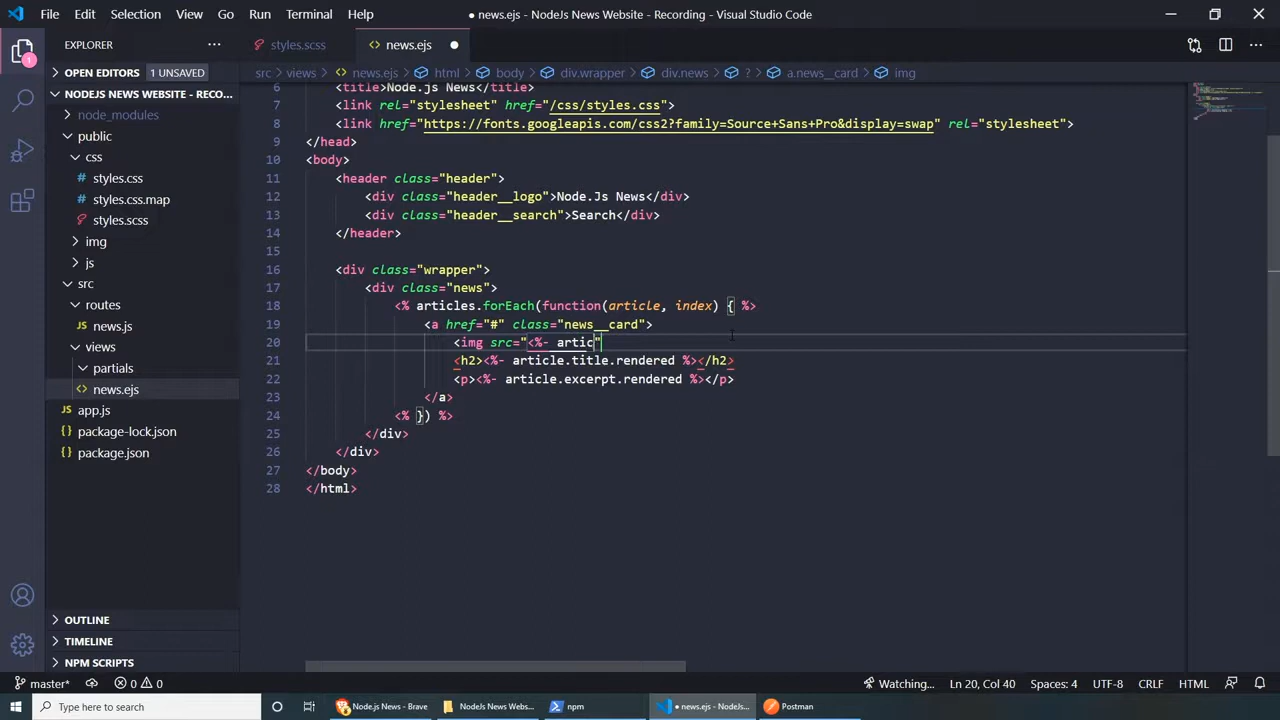 File Edit Selection View Go Run Terminal Help
● news.ejs - NodeJs News Website - Recording - Visual Studio Code
EXPLORER
styles.scss
news.ejs
OPEN EDITORS 1 UNSAVED
NODEJS NEWS WEBSITE - RECO...
node_modules
public
css
styles.css
styles.css.map
styles.scss
img
js
src
routes
news.js
views
partials
news.ejs
app.js
package-lock.json
package.json
OUTLINE
TIMELINE
NPM SCRIPTS
src > views > news.ejs > html > body > div.wrapper > div.news > ? > a.news__card > img
6 <title>Node.js News</title>
7 <link rel="stylesheet" href="/css/styles.css">
8 <link href="https://fonts.googleapis.com/css2?family=Source+Sans+Pro&display=swap" rel="stylesheet">
9 </head>
10 <body>
11 <header class="header">
12 <div class="header__logo">Node.Js News</div>
13 <div class="header__search">Search</div>
14 </header>
15
16 <div class="wrapper">
17 <div class="news">
18 <% articles.forEach(function(article, index) { %>
19 <a href="#" class="news__card">
20 <img src="<%- artic"
21 <h2><%- article.title.rendered %></h2>
22 <p><%- article.excerpt.rendered %></p>
23 </a>
24 <% }) %>
25 </div>
26 </div>
27 </body>
28 </html>
1
master* 0 0
Watching... Ln 20, Col 40 Spaces: 4 UTF-8 CRLF HTML
Type here to search
Node.js News - Brave
NodeJs News Webs...
npm
● news.ejs - NodeJs...
Postman